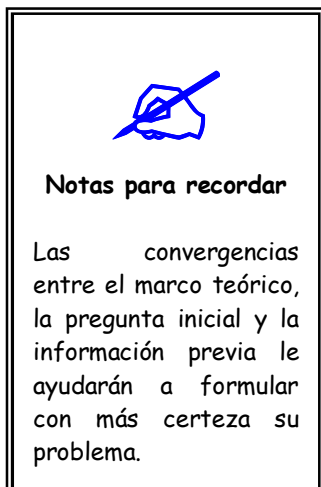 Notas para recordar
Las convergencias
entre el marco teórico,
la pregunta inicial y la
información previa le
ayudarán a formular
con más certeza su
problema.